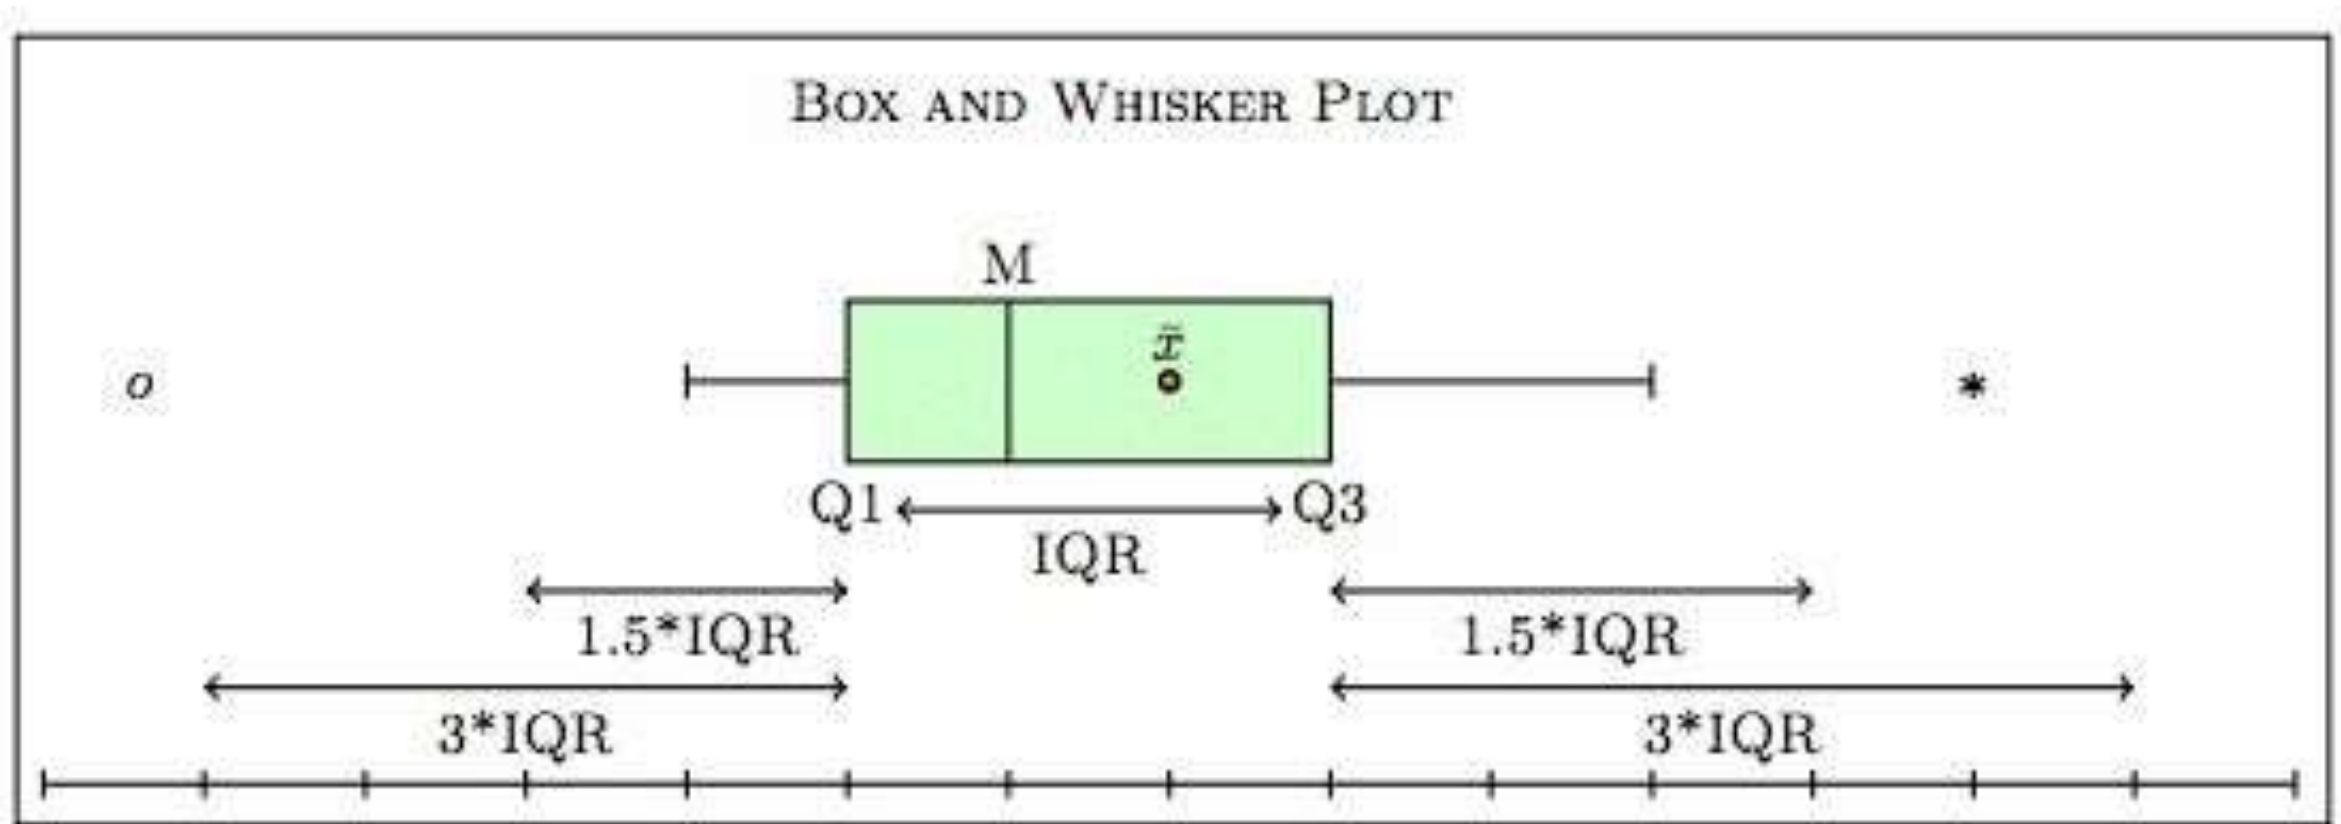 BOX AND WHISKER PLOT
M
x̄
o *
Q1 Q3
IQR
1.5*IQR 1.5*IQR
3*IQR 3*IQR